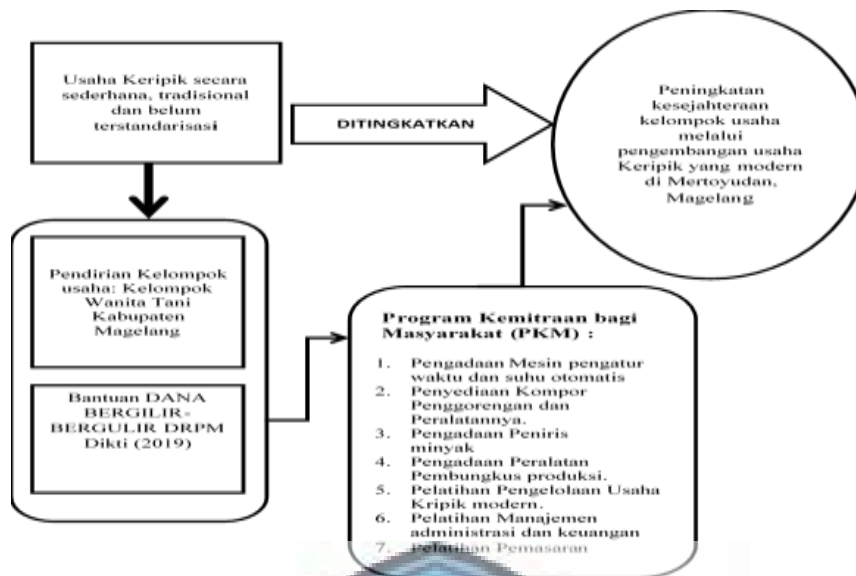 Usaha Keripik secara
sederhana, tradisional
dan belum
terstandarisasi
DITINGKATKAN
Peningkatan
kesejahteraan
kelompok usaha
melalui
pengembangan usaha
Keripik yang modern
di Mertoyudan,
Magelang
Pendirian Kelompok
usaha: Kelompok
Wanita Tani
Kabupaten
Magelang
Bantuan DANA
BERGILIR-
BERGULIR DRPM
Dikti (2019)
Program Kemitraan bagi
Masyarakat (PKM) :
1. Pengadaan Mesin pengatur
waktu dan suhu otomatis
2. Penyediaan Kompor
Penggorengan dan
Peralatannya.
3. Pengadaan Peniris
minyak
4. Pengadaan Peralatan
Pembungkus produksi.
5. Pelatihan Pengelolaan Usaha
Kripik modern.
6. Pelatihan Manajemen
administrasi dan keuangan
7. Pelatihan Pemasaran